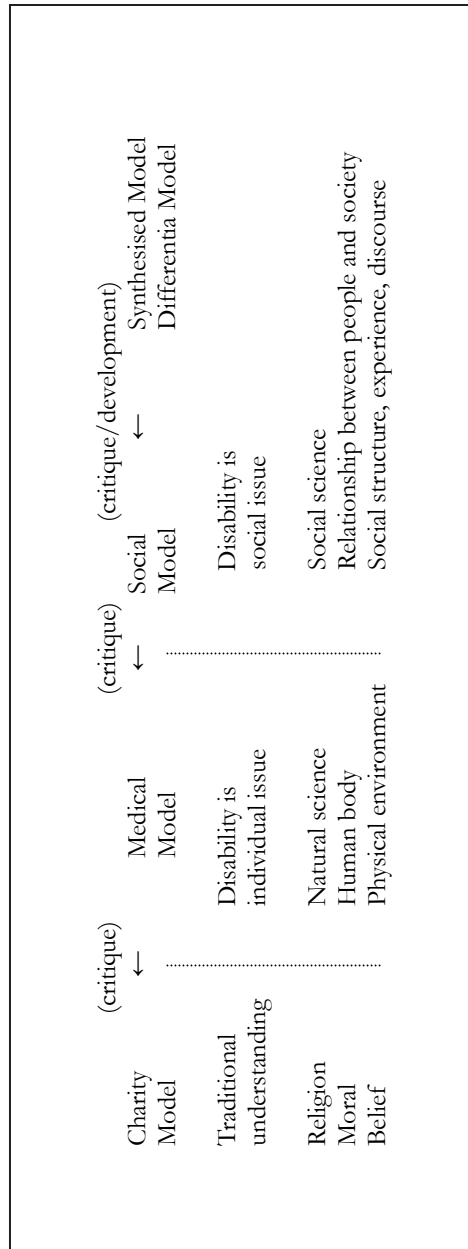 (critique) (critique) (critique/development)
Charity ← Medical ← Social ← Synthesised Model
Model Model Model Differentia Model
Traditional Disability is Disability is
understanding individual issue social issue
Religion Natural science Social science
Moral Human body Relationship between people and society
Belief Physical environment Social structure, experience, discourse